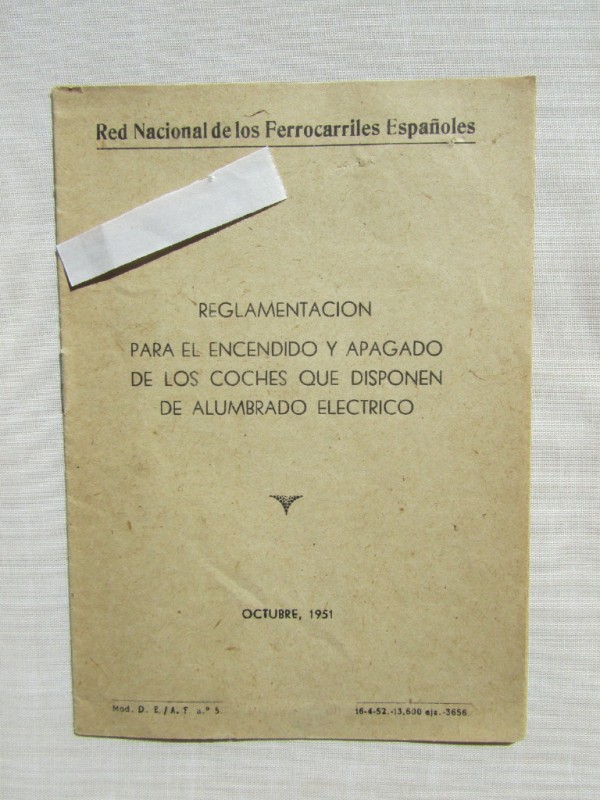 Red Nacional de los Ferrocarriles Españoles
REGLAMENTACION
PARA EL ENCENDIDO Y APAGADO
DE LOS COCHES QUE DISPONEN
DE ALUMBRADO ELECTRICO
OCTUBRE, 1951
Mod. D. E./A. T. n.º 5.
16-4-52.-13,600 ejs.-3656